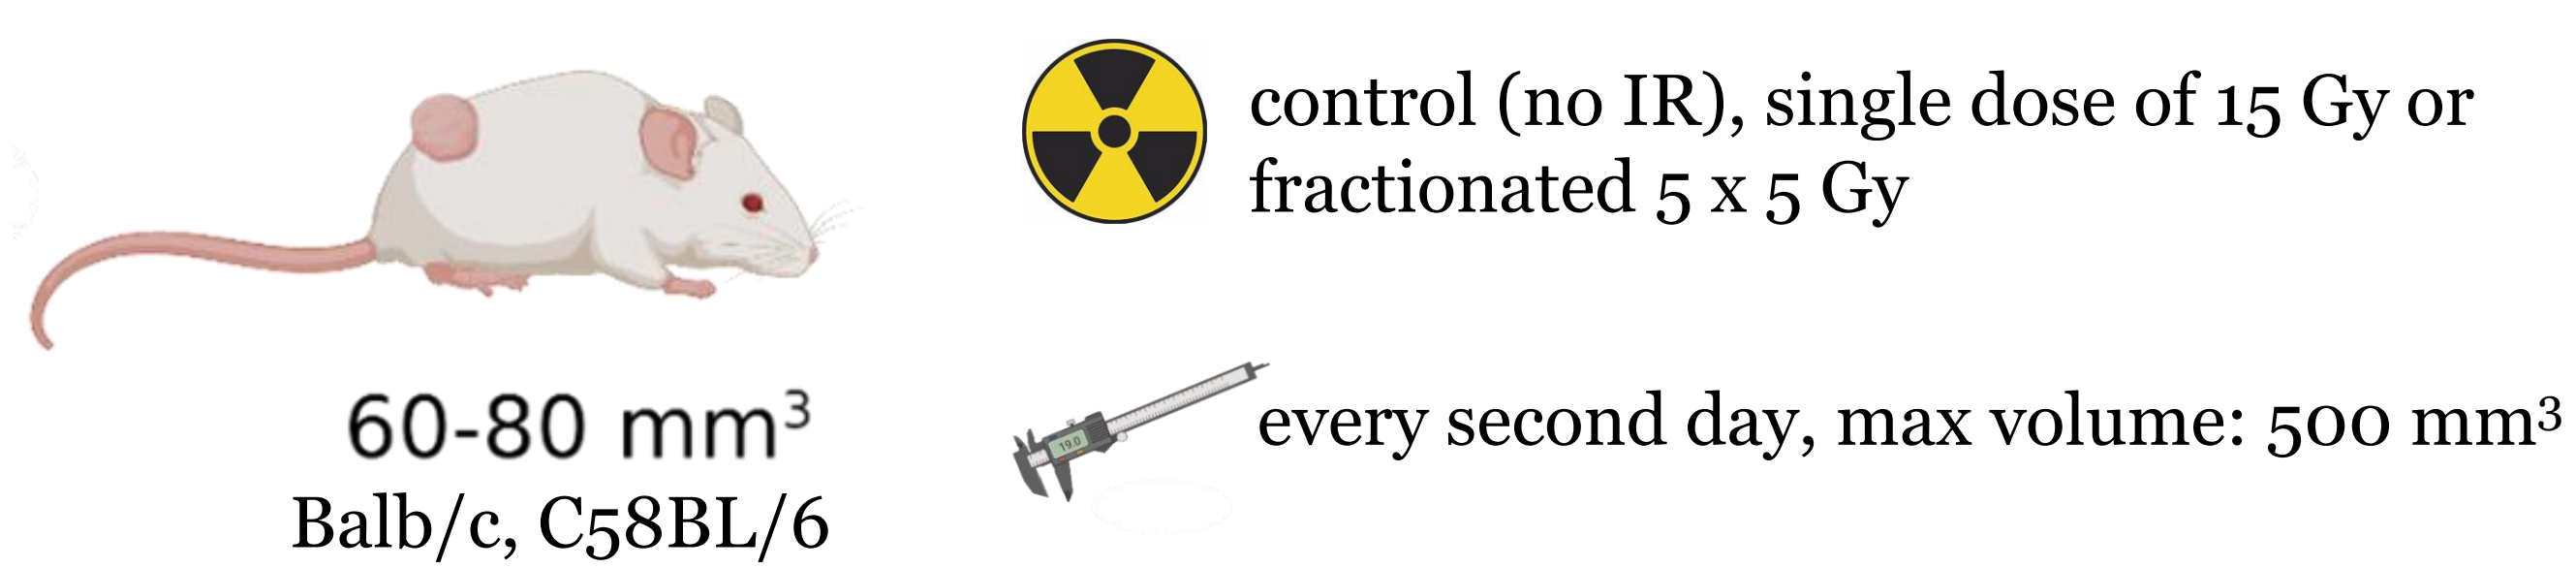 control (no IR), single dose of 15 Gy or
fractionated 5 x 5 Gy
60-80 mm³
Balb/c, C58BL/6
19.0
every second day, max volume: 500 mm³